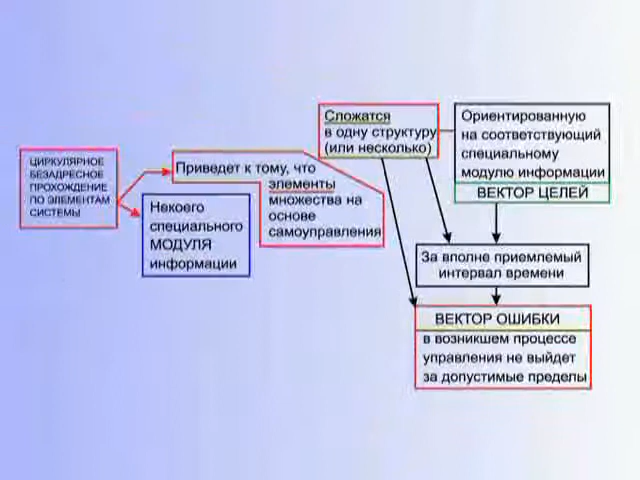 ЦИРКУЛЯРНОЕ
БЕЗАДРЕСНОЕ
ПРОХОЖДЕНИЕ
ПО ЭЛЕМЕНТАМ
СИСТЕМЫ
Некоего
специального
МОДУЛЯ
информации
Приведет к тому, что
элементы
множества на
основе
самоуправления
Сложатся
в одну структуру
(или несколько)
Ориентированную
на соответствующий
специальному
модулю информации
ВЕКТОР ЦЕЛЕЙ
За вполне приемлемый
интервал времени
ВЕКТОР ОШИБКИ
в возникшем процессе
управления не выйдет
за допустимые пределы